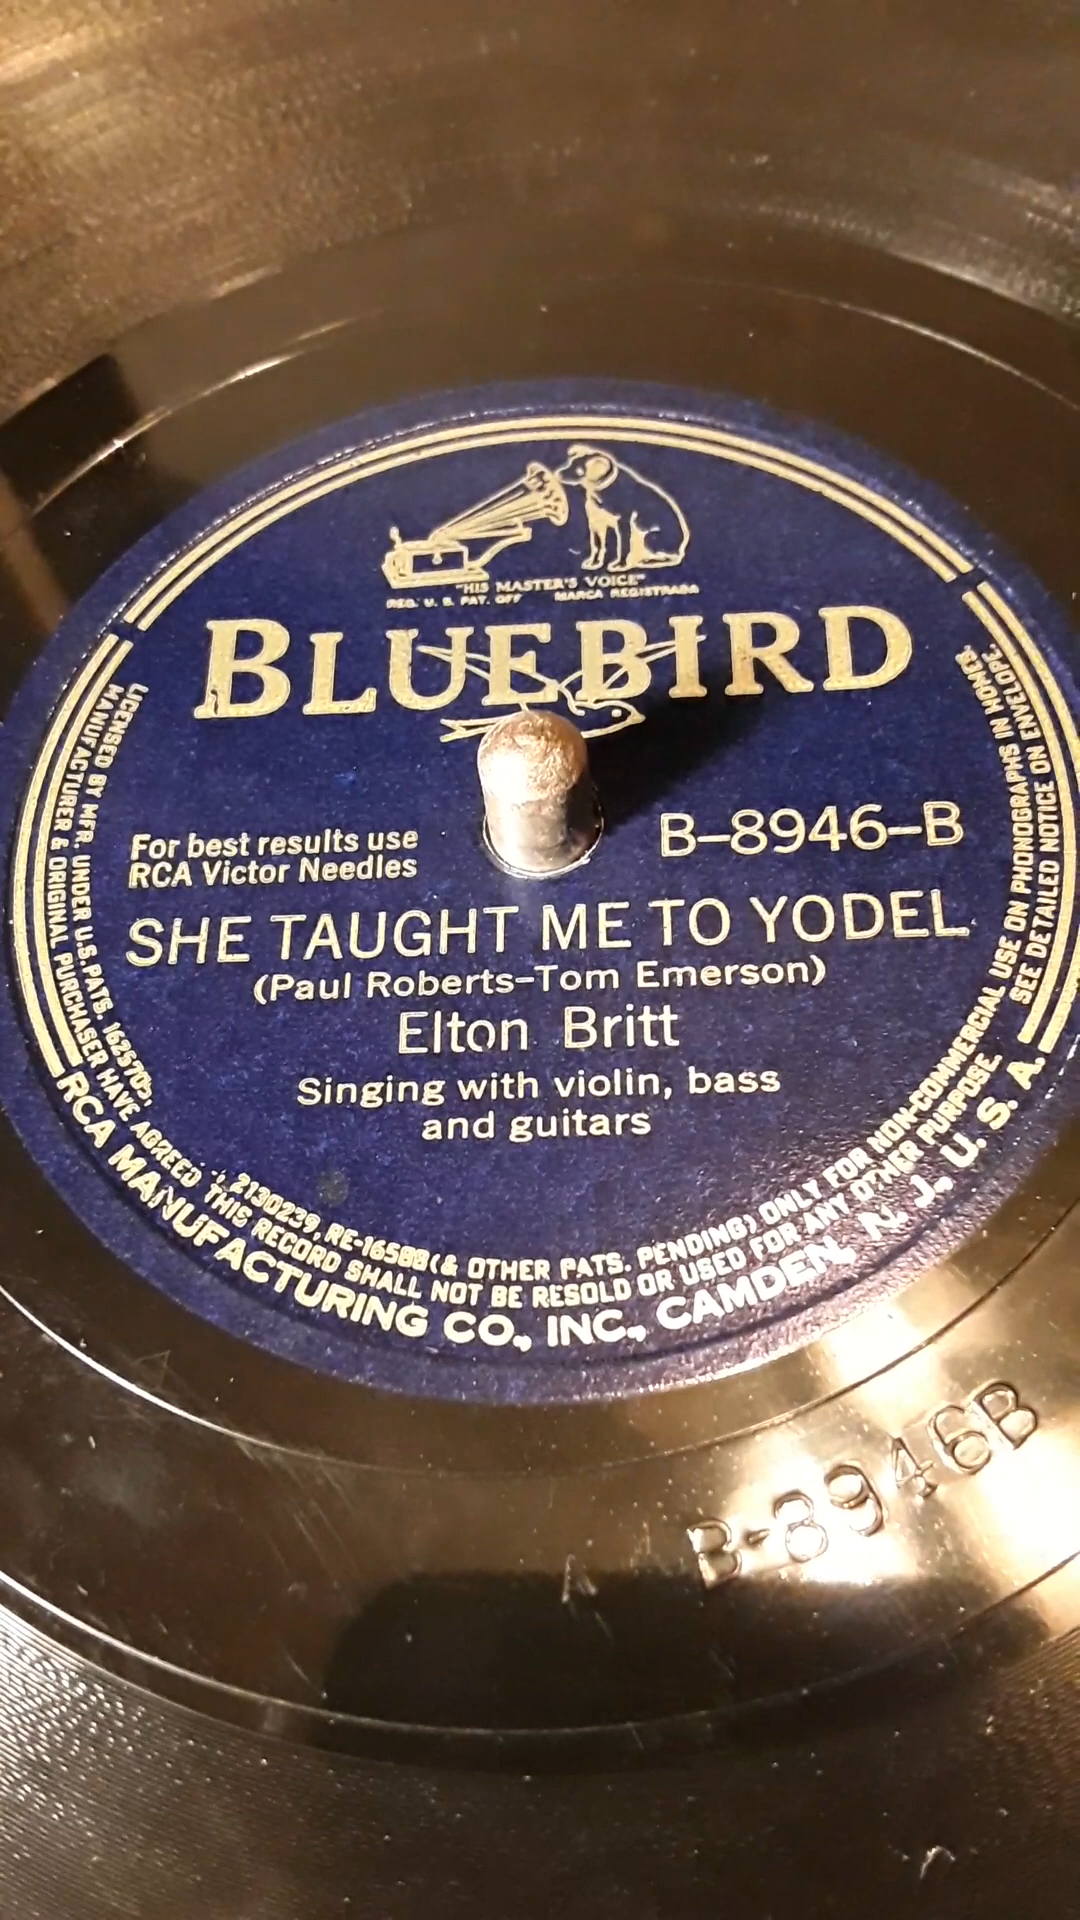 "HIS MASTER'S VOICE"
REG. U. S. PAT. OFF MARCA REGISTRADA
BLUEBIRD
For best results use
RCA Victor Needles
B-8946-B
SHE TAUGHT ME TO YODEL
(Paul Roberts-Tom Emerson)
Elton Britt
Singing with violin, bass
and guitars
LICENSED BY MFR. UNDER U.S.PATS. 1625705, 2130239, RE-16588 (& OTHER PATS. PENDING) ONLY FOR NON-COMMERCIAL USE ON PHONOGRAPHS IN HOMES.
MANUFACTURER & ORIGINAL PURCHASER HAVE AGREED THIS RECORD SHALL NOT BE RESOLD OR USED FOR ANY OTHER PURPOSE. SEE DETAILED NOTICE ON ENVELOPE.
RCA MANUFACTURING CO., INC., CAMDEN, N. J., U. S. A.
B-8946B